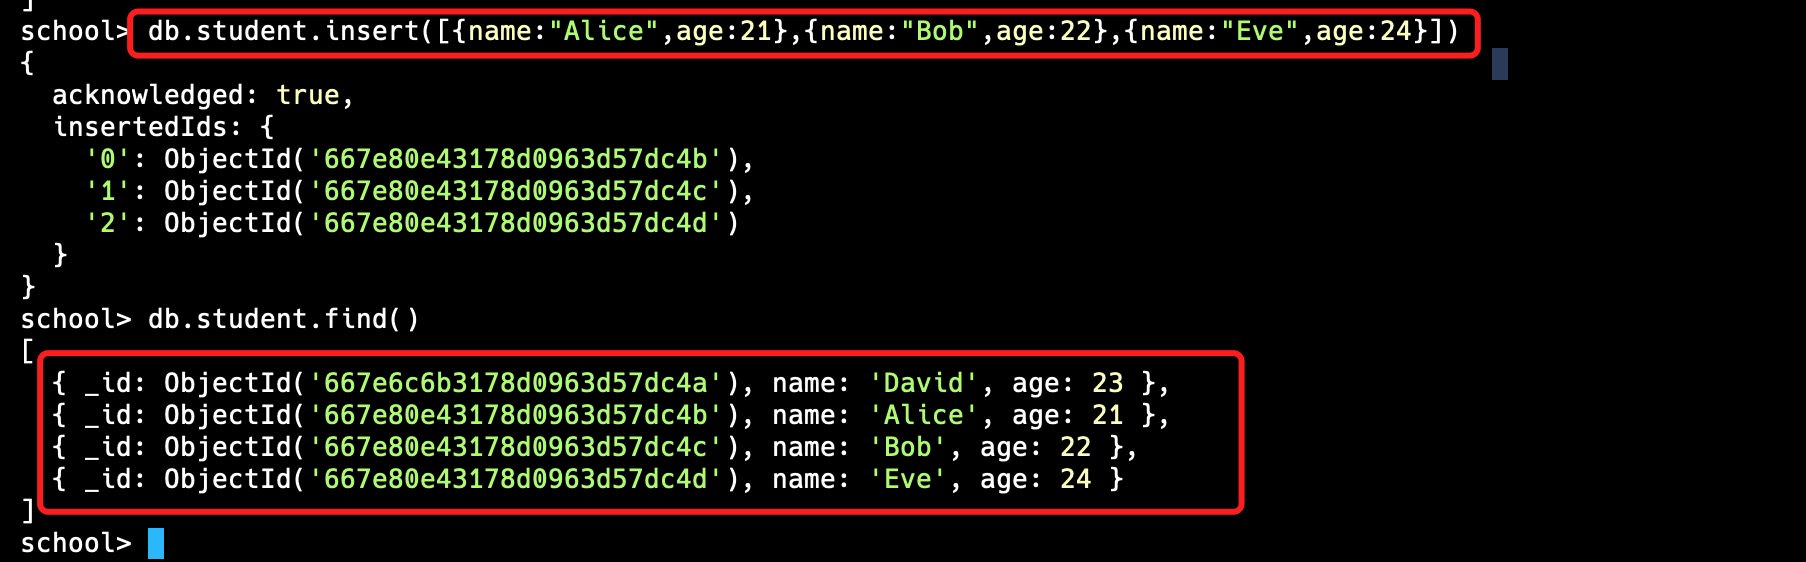 ]
school> db.student.insert([{name:"Alice",age:21},{name:"Bob",age:22},{name:"Eve",age:24}])
{
  acknowledged: true,
  insertedIds: {
    '0': ObjectId('667e80e43178d0963d57dc4b'),
    '1': ObjectId('667e80e43178d0963d57dc4c'),
    '2': ObjectId('667e80e43178d0963d57dc4d')
  }
}
school> db.student.find()
[
  { _id: ObjectId('667e6c6b3178d0963d57dc4a'), name: 'David', age: 23 },
  { _id: ObjectId('667e80e43178d0963d57dc4b'), name: 'Alice', age: 21 },
  { _id: ObjectId('667e80e43178d0963d57dc4c'), name: 'Bob', age: 22 },
  { _id: ObjectId('667e80e43178d0963d57dc4d'), name: 'Eve', age: 24 }
]
school>